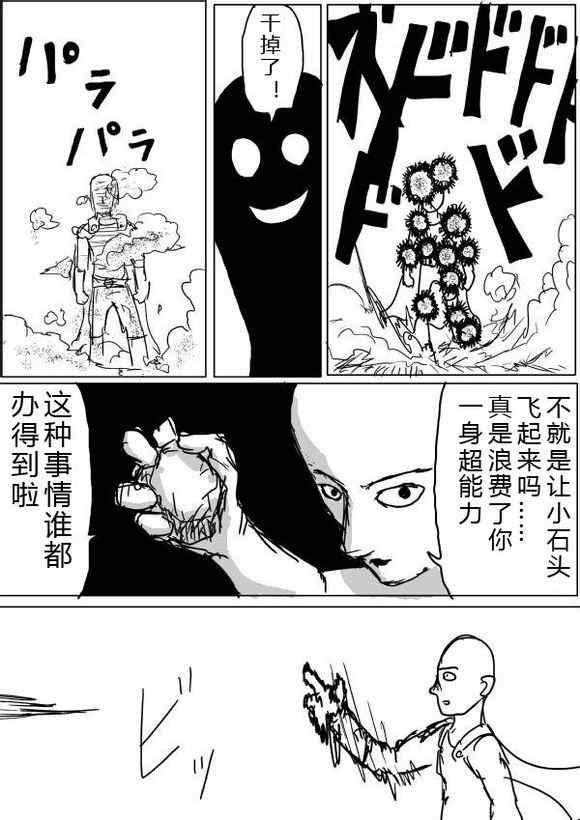 ズドドドドド
ド
干掉了！
パラ
パラ
不就是让小石头
飞起来吗……
真是浪费了你
一身超能力
这种事情谁都
办得到啦
ビッ